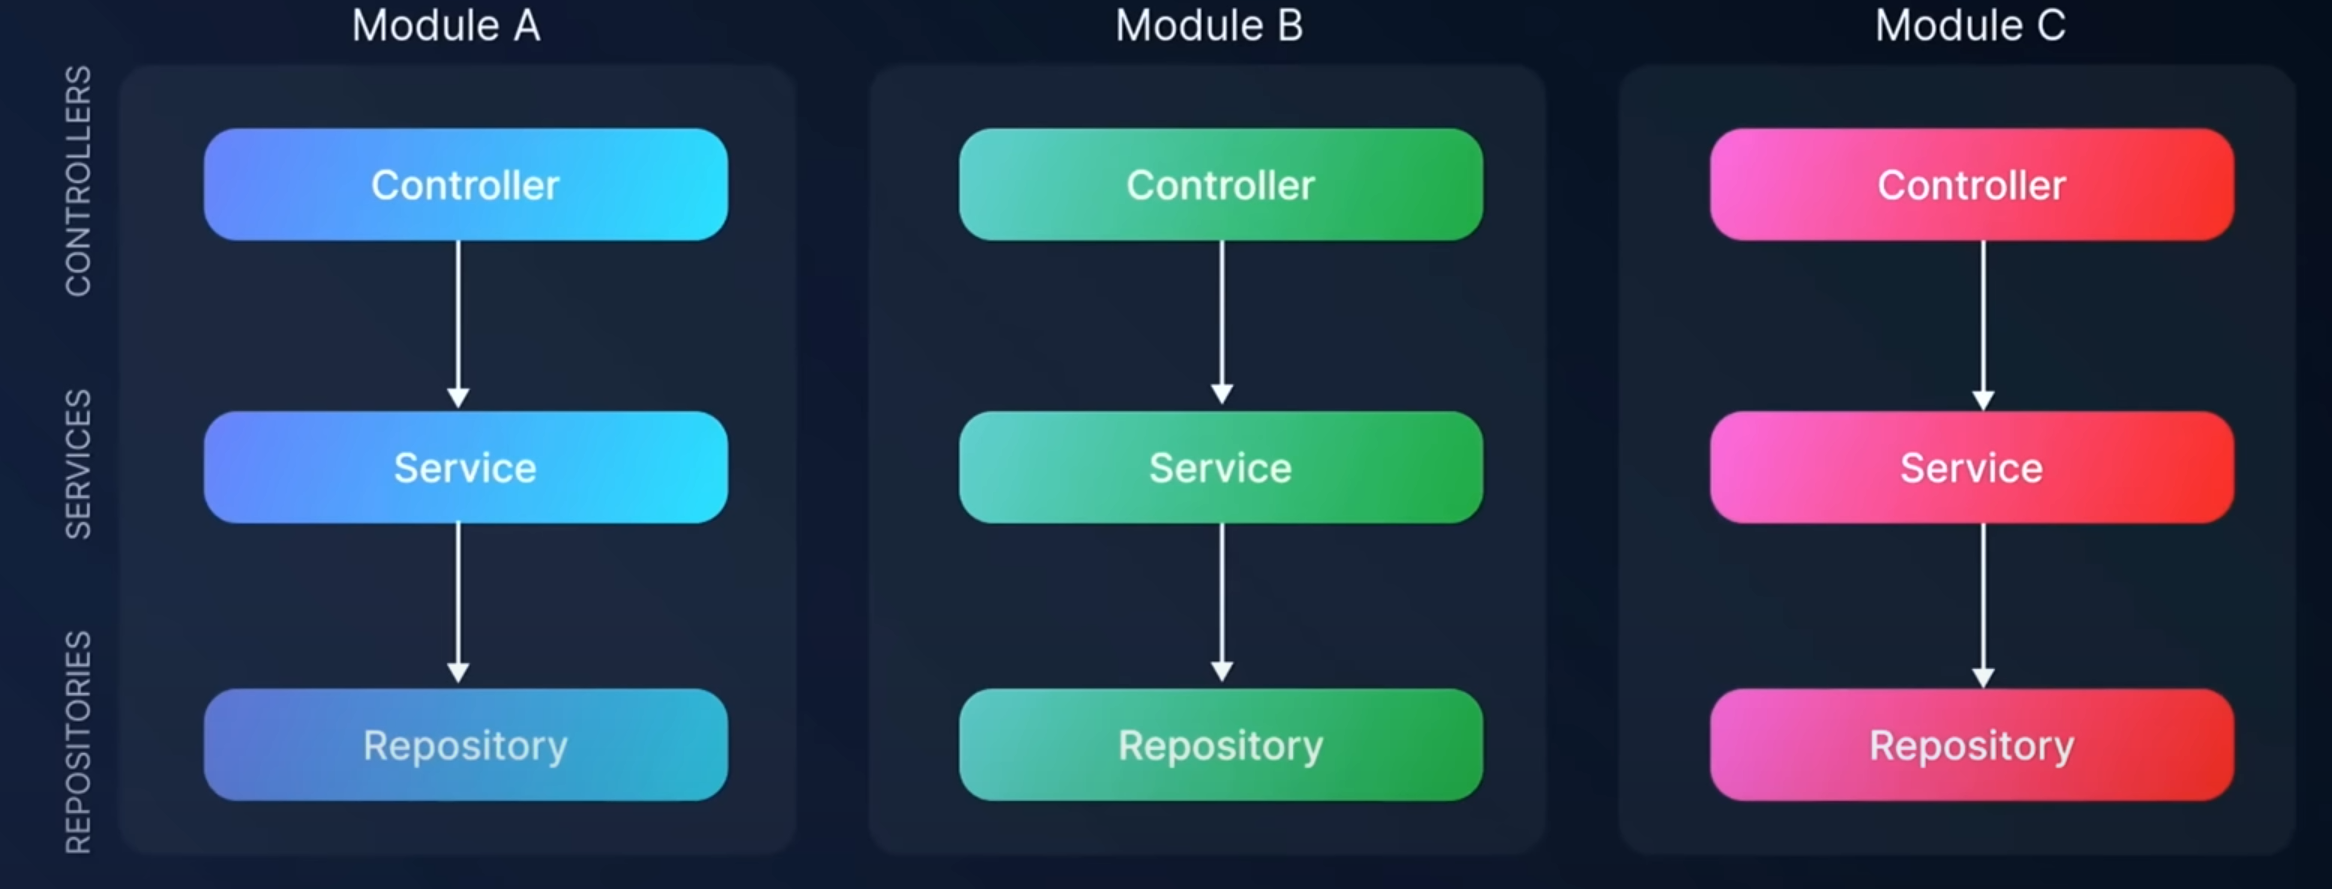 Module A
Module B
Module C
CONTROLLERS
Controller
Controller
Controller
SERVICES
Service
Service
Service
REPOSITORIES
Repository
Repository
Repository